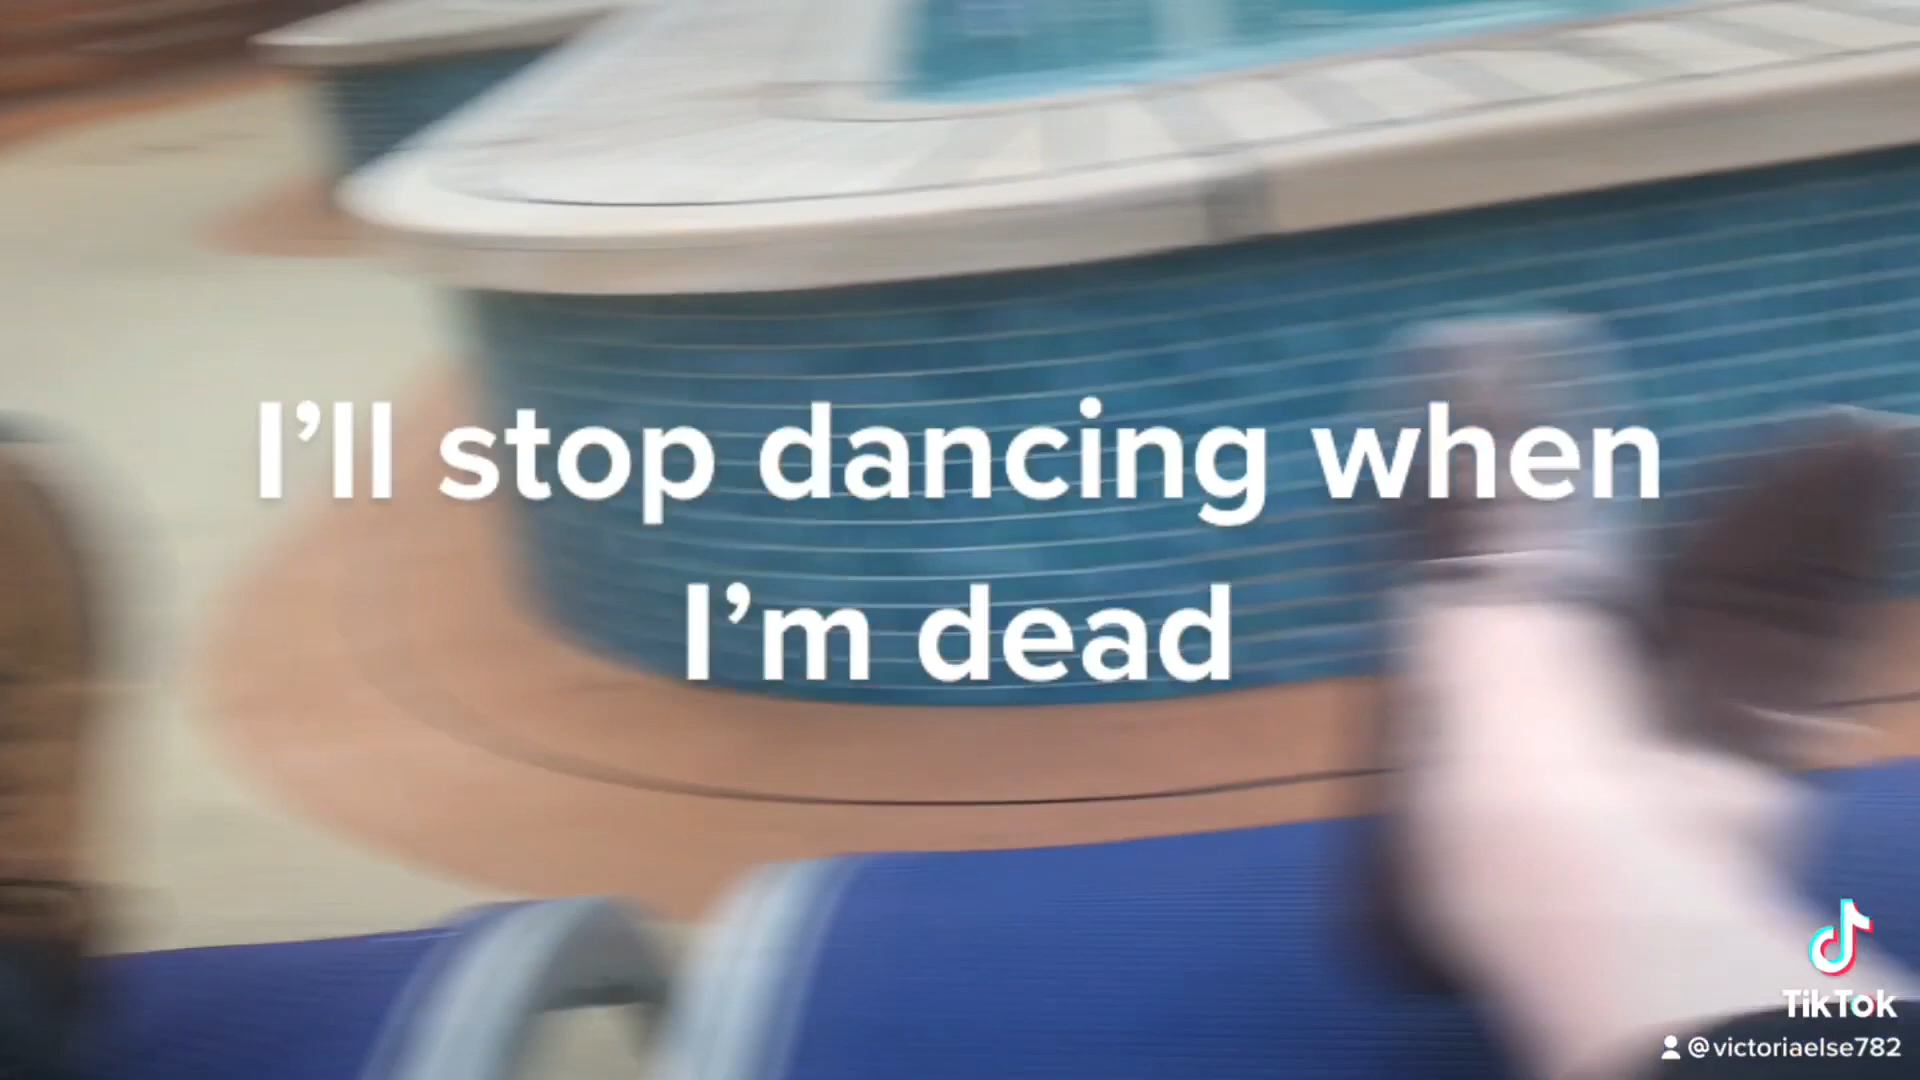 I’ll stop dancing when
I’m dead
TikTok
@victoriaelse782